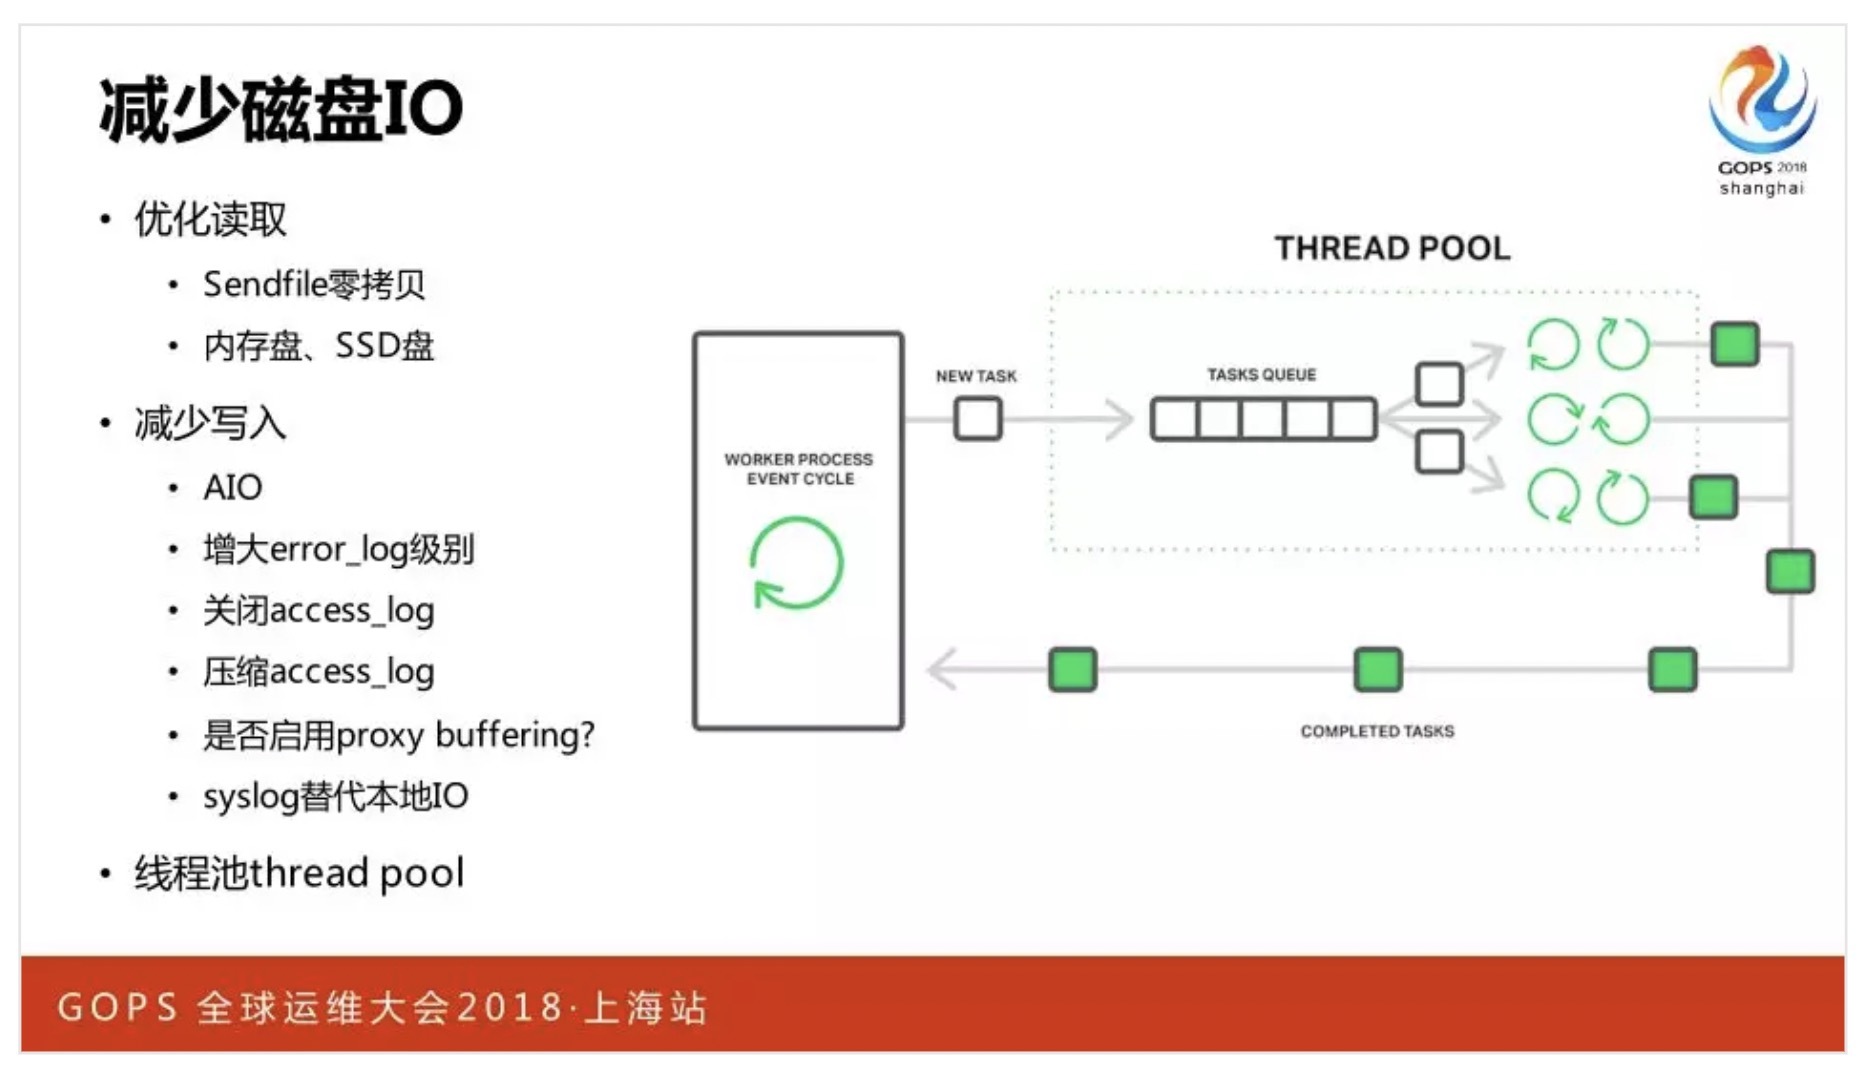 减少磁盘IO
GOPS 2018
shanghai
• 优化读取
• Sendfile零拷贝
• 内存盘、SSD盘
• 减少写入
• AIO
• 增大error_log级别
• 关闭access_log
• 压缩access_log
• 是否启用proxy buffering?
• syslog替代本地IO
• 线程池thread pool
THREAD POOL
WORKER PROCESS
EVENT CYCLE
NEW TASK
TASKS QUEUE
COMPLETED TASKS
GOPS 全球运维大会2018·上海站